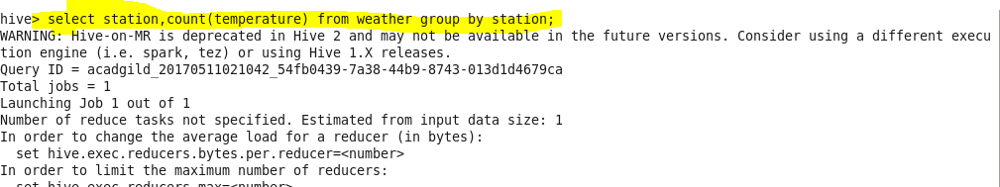 hive> select station,count(temperature) from weather group by station;
WARNING: Hive-on-MR is deprecated in Hive 2 and may not be available in the future versions. Consider using a different execu
tion engine (i.e. spark, tez) or using Hive 1.X releases.
Query ID = acadgild_20170511021042_54fb0439-7a38-44b9-8743-013d1d4679ca
Total jobs = 1
Launching Job 1 out of 1
Number of reduce tasks not specified. Estimated from input data size: 1
In order to change the average load for a reducer (in bytes):
  set hive.exec.reducers.bytes.per.reducer=<number>
In order to limit the maximum number of reducers:
  set hive.exec.reducers.max=<number>